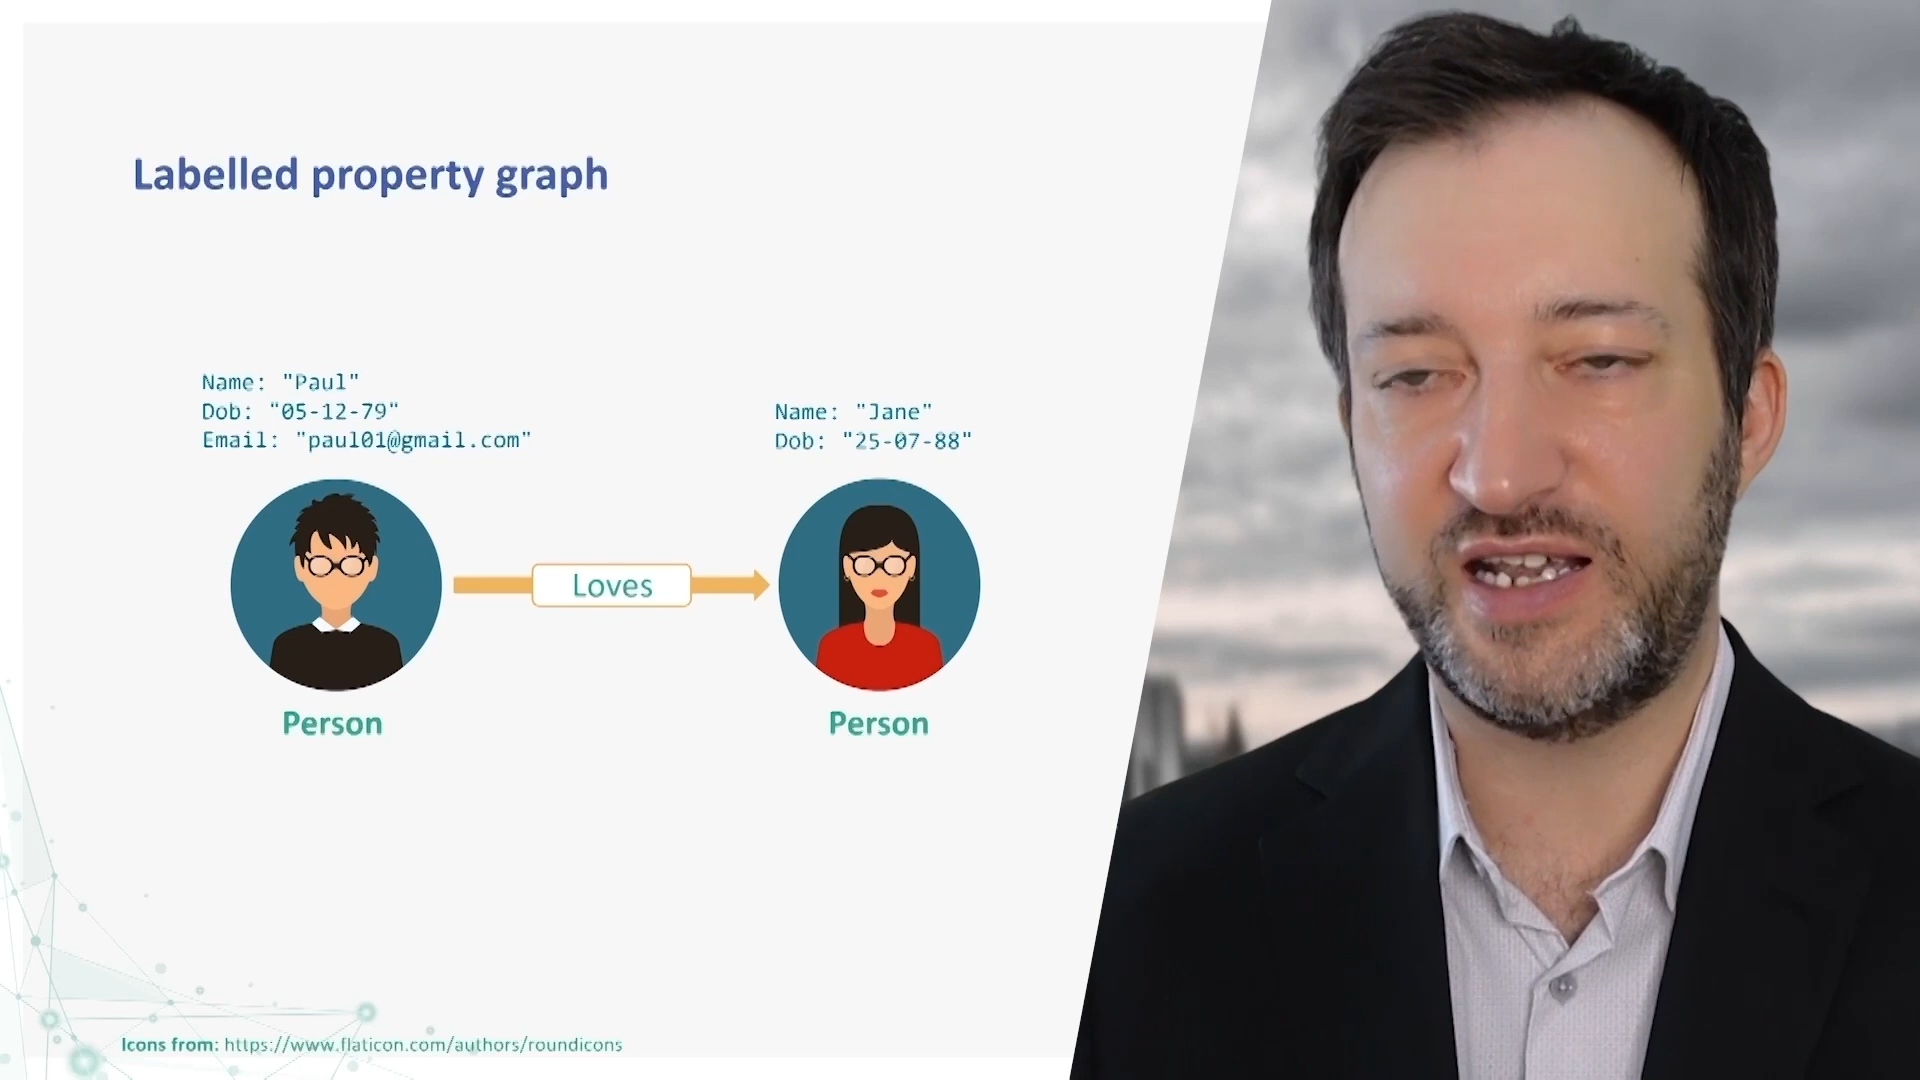 Labelled property graph
Name: "Paul"
Dob: "05-12-79"
Email: "paul01@gmail.com"
Name: "Jane"
Dob: "25-07-88"
Loves
Person
Person
Icons from: https://www.flaticon.com/authors/roundicons